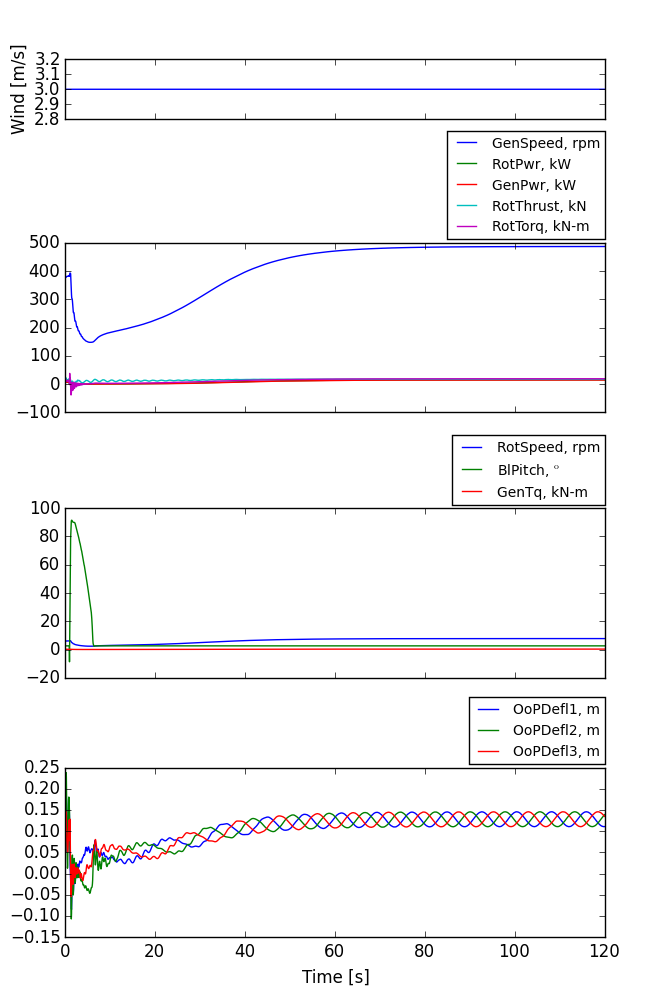 Wind [m/s]
3.2
3.1
3.0
2.9
2.8
GenSpeed, rpm
RotPwr, kW
GenPwr, kW
RotThrust, kN
RotTorq, kN-m
500
400
300
200
100
0
−100
RotSpeed, rpm
BlPitch, °
GenTq, kN-m
100
80
60
40
20
0
−20
OoPDefl1, m
OoPDefl2, m
OoPDefl3, m
0.25
0.20
0.15
0.10
0.05
0.00
−0.05
−0.10
−0.15
0 20 40 60 80 100 120
Time [s]